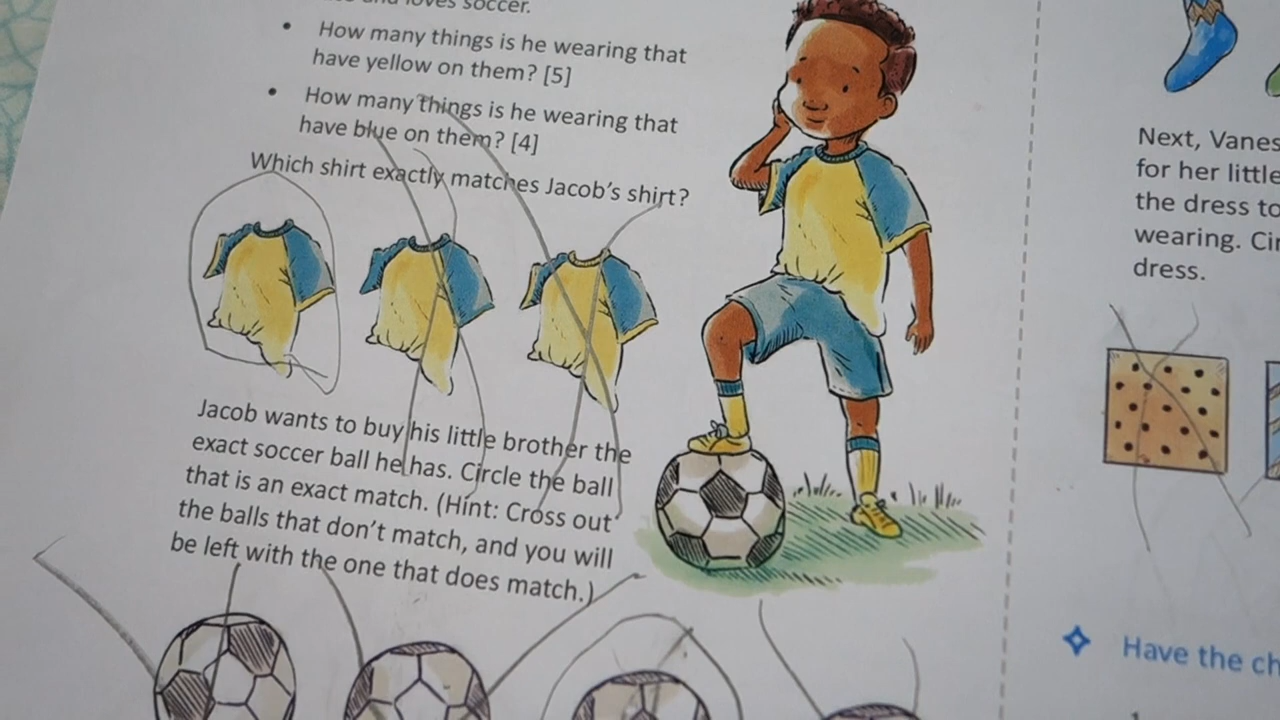 loves soccer.
• How many things is he wearing that
have yellow on them? [5]
• How many things is he wearing that
have blue on them? [4]
Which shirt exactly matches Jacob's shirt?
Jacob wants to buy his little brother the
exact soccer ball he has. Circle the ball
that is an exact match. (Hint: Cross out
the balls that don't match, and you will
be left with the one that does match.)
Next, Vanes
for her little
the dress to
wearing. Cir
dress.
Have the ch